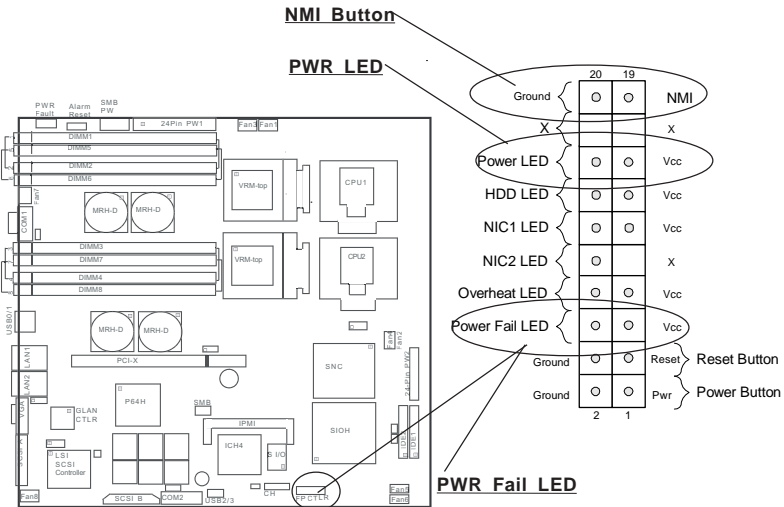 NMI Button
PWR LED
20 19
Ground NMI
X X
Power LED Vcc
HDD LED Vcc
NIC1 LED Vcc
NIC2 LED X
Overheat LED Vcc
Power Fail LED Vcc
Ground Reset Reset Button
Ground Pwr Power Button
2 1
PWR Fail LED
PWR Fault
Alarm Reset
SMB PW
24Pin PW1
Fan3 Fan1
DIMM1
DIMM5
DIMM2
DIMM6
Fan7
COM1
MRH-D MRH-D
VRM-top
CPU1
DIMM3
DIMM7
DIMM4
DIMM8
VRM-top
CPU2
USB0/1
MRH-D MRH-D
Fan4
Fan2
PCI-X
LAN1
LAN2
SNC
24-Pin PW2
P64H
SMB
VGA
GLAN CTLR
IPMI
ICH4
S I/O
SIOH
IDE1
SCSI A
LSI
SCSI
Controller
Fan8
SCSI B
COM2
USB2/3
CH
FP CTLR
Fan5
Fan6